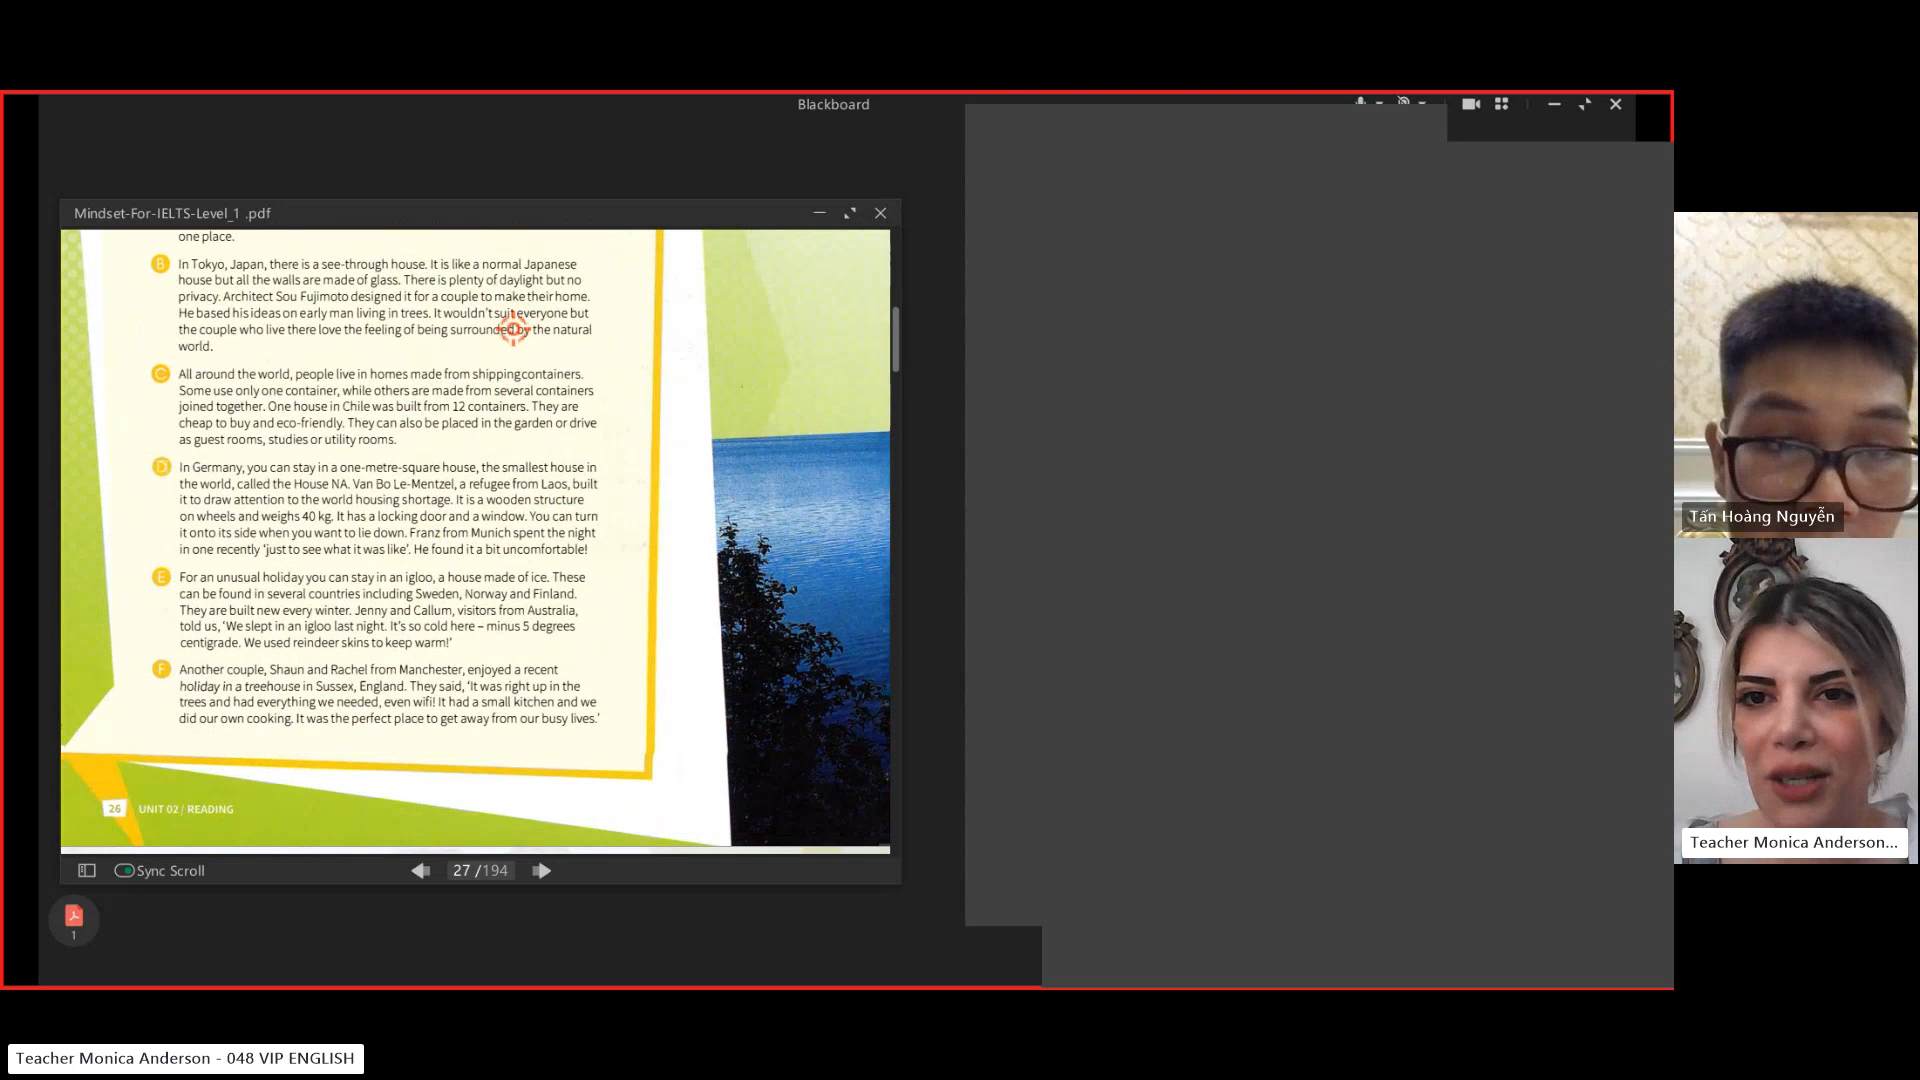 Blackboard
Mindset-For-IELTS-Level_1 .pdf
one place.
B In Tokyo, Japan, there is a see-through house. It is like a normal Japanese
house but all the walls are made of glass. There is plenty of daylight but no
privacy. Architect Sou Fujimoto designed it for a couple to make their home.
He based his ideas on early man living in trees. It wouldn't suit everyone but
the couple who live there love the feeling of being surrounded by the natural
world.
C All around the world, people live in homes made from shipping containers.
Some use only one container, while others are made from several containers
joined together. One house in Chile was built from 12 containers. They are
cheap to buy and eco-friendly. They can also be placed in the garden or drive
as guest rooms, studies or utility rooms.
D In Germany, you can stay in a one-metre-square house, the smallest house in
the world, called the House NA. Van Bo Le-Mentzel, a refugee from Laos, built
it to draw attention to the world housing shortage. It is a wooden structure
on wheels and weighs 40 kg. It has a locking door and a window. You can turn
it onto its side when you want to lie down. Franz from Munich spent the night
in one recently 'just to see what it was like'. He found it a bit uncomfortable!
E For an unusual holiday you can stay in an igloo, a house made of ice. These
can be found in several countries including Sweden, Norway and Finland.
They are built new every winter. Jenny and Callum, visitors from Australia,
told us, 'We slept in an igloo last night. It's so cold here – minus 5 degrees
centigrade. We used reindeer skins to keep warm!'
F Another couple, Shaun and Rachel from Manchester, enjoyed a recent
holiday in a treehouse in Sussex, England. They said, 'It was right up in the
trees and had everything we needed, even wifi! It had a small kitchen and we
did our own cooking. It was the perfect place to get away from our busy lives.'
26 UNIT 02 / READING
Sync Scroll
27 /194
1
Tấn Hoàng Nguyễn
Teacher Monica Anderson...
Teacher Monica Anderson - 048 VIP ENGLISH